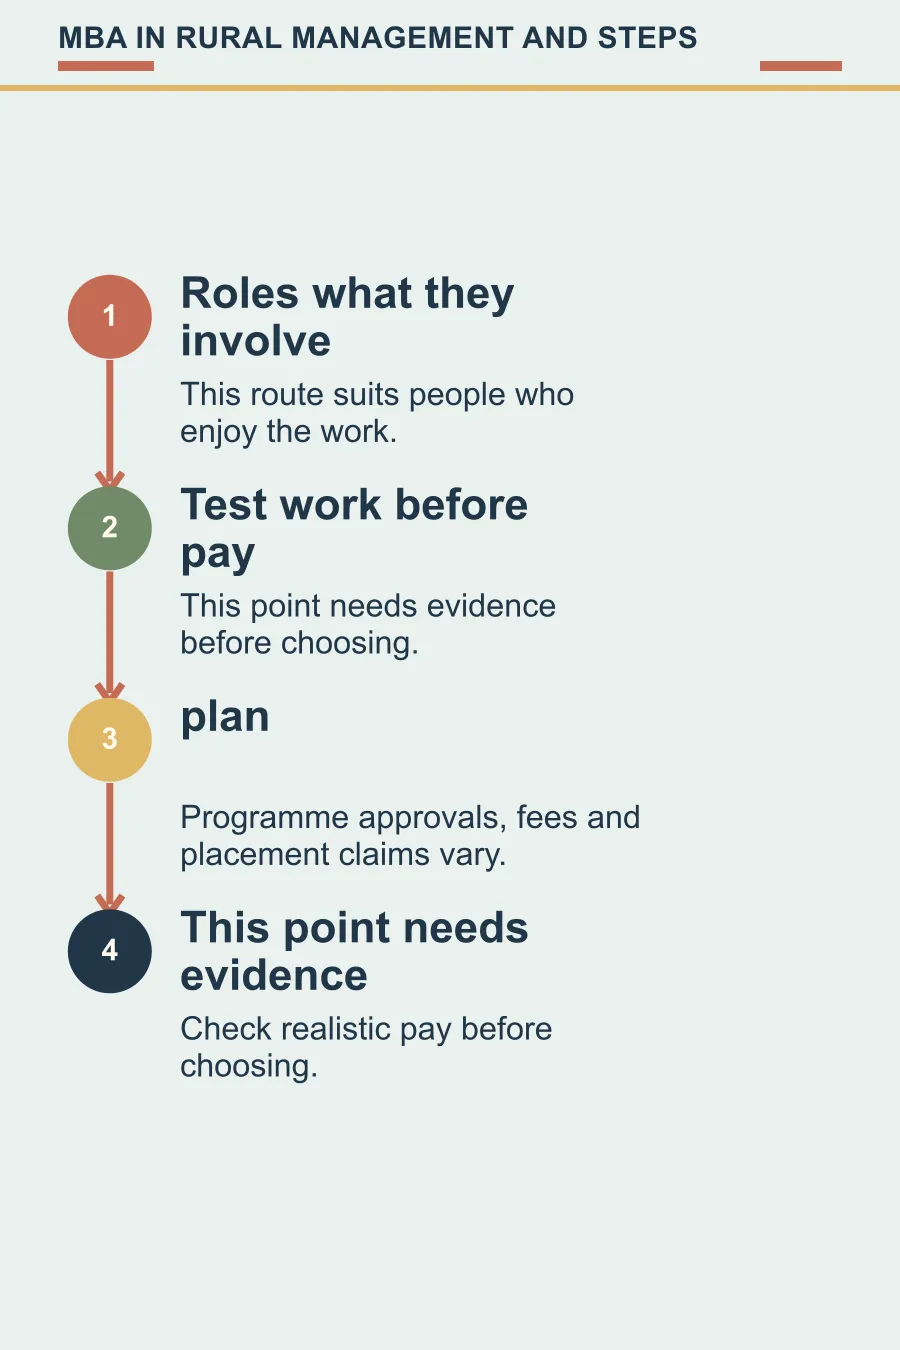 MBA IN RURAL MANAGEMENT AND STEPS
1
Roles what they
involve
This route suits people who
enjoy the work.
2
Test work before
pay
This point needs evidence
before choosing.
3
plan
Programme approvals, fees and
placement claims vary.
4
This point needs
evidence
Check realistic pay before
choosing.